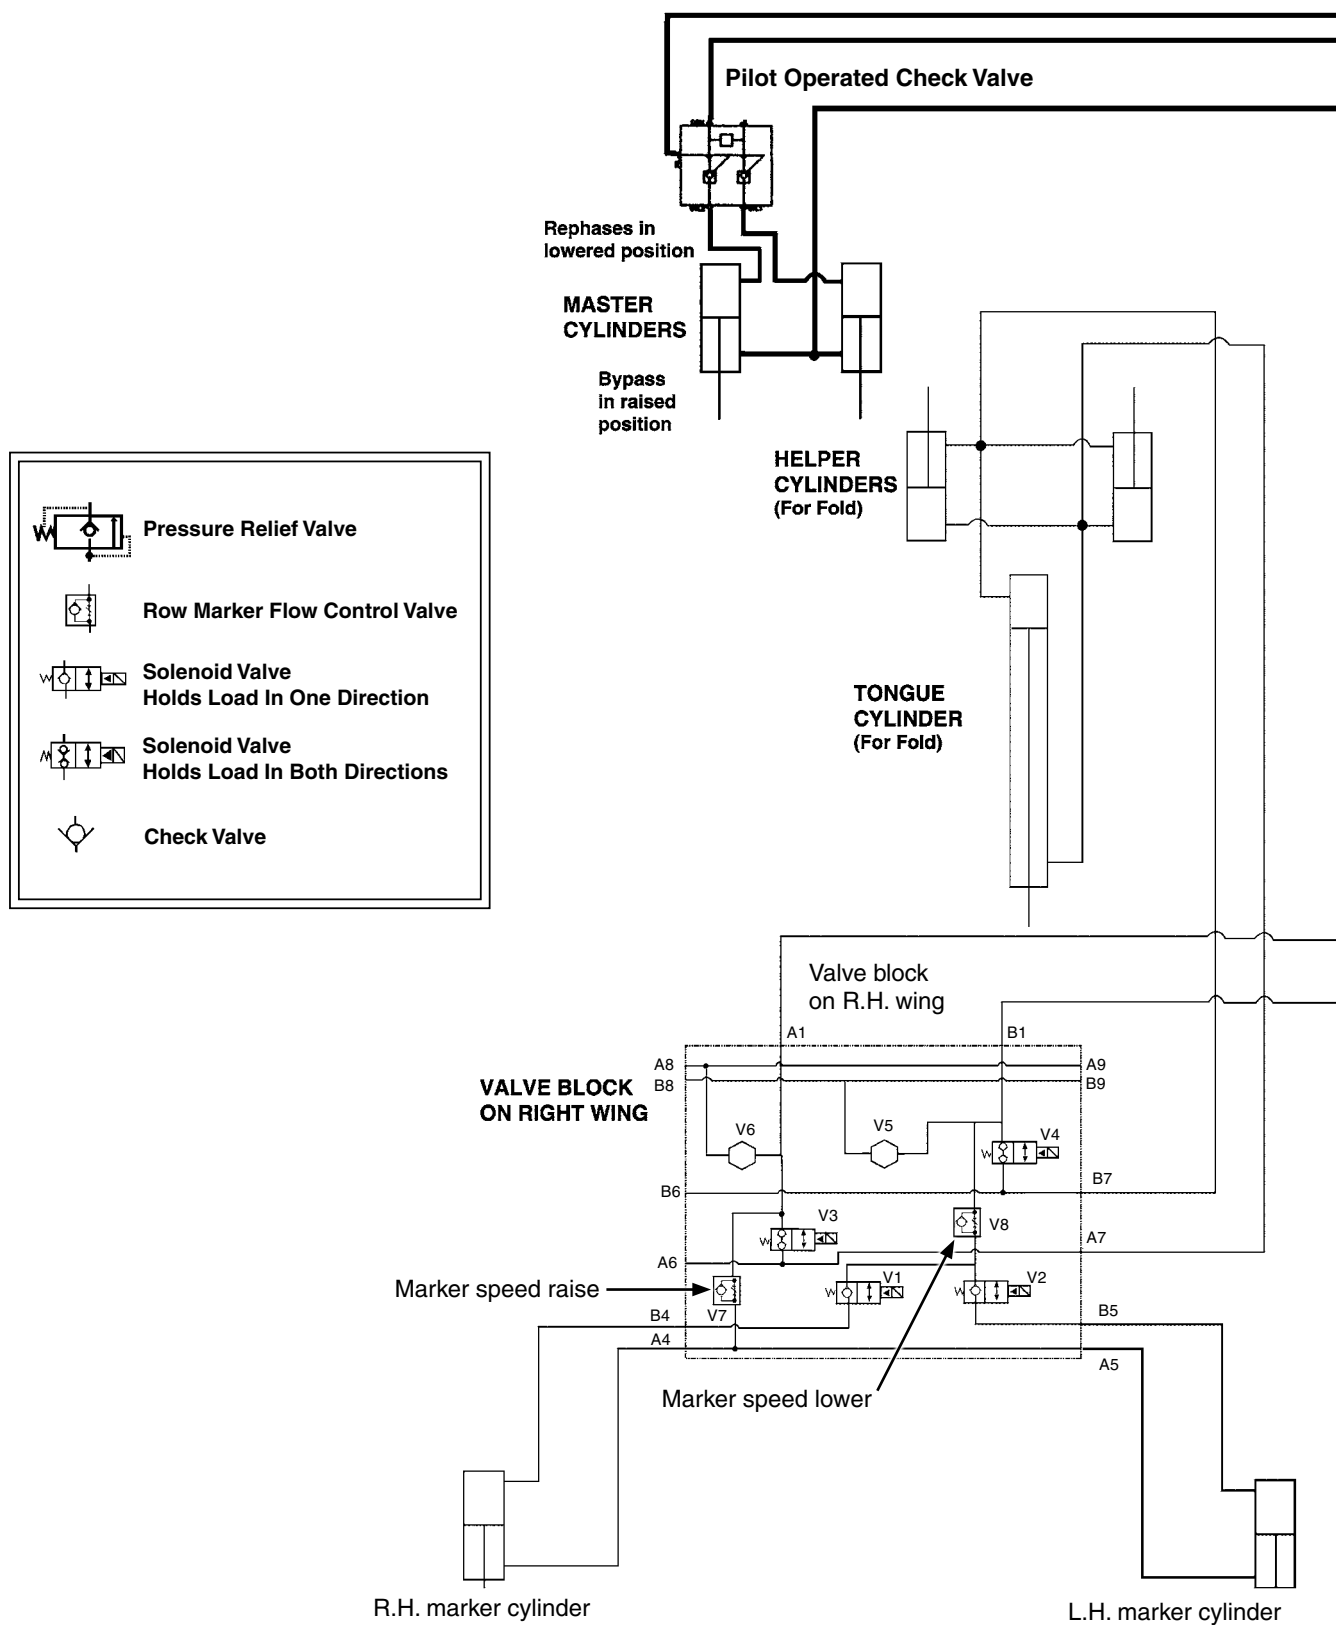 Pilot Operated Check Valve
Rephases in
lowered position
MASTER
CYLINDERS
Bypass
in raised
position
HELPER
CYLINDERS
(For Fold)
Pressure Relief Valve
Row Marker Flow Control Valve
Solenoid Valve
Holds Load In One Direction
Solenoid Valve
Holds Load In Both Directions
Check Valve
TONGUE
CYLINDER
(For Fold)
Valve block
on R.H. wing
A1
B1
A8
A9
B8
B9
VALVE BLOCK
ON RIGHT WING
V6
V5
V4
B6
B7
V3
V8
A6
A7
Marker speed raise
V1
V2
B4
V7
B5
A4
A5
Marker speed lower
R.H. marker cylinder
L.H. marker cylinder